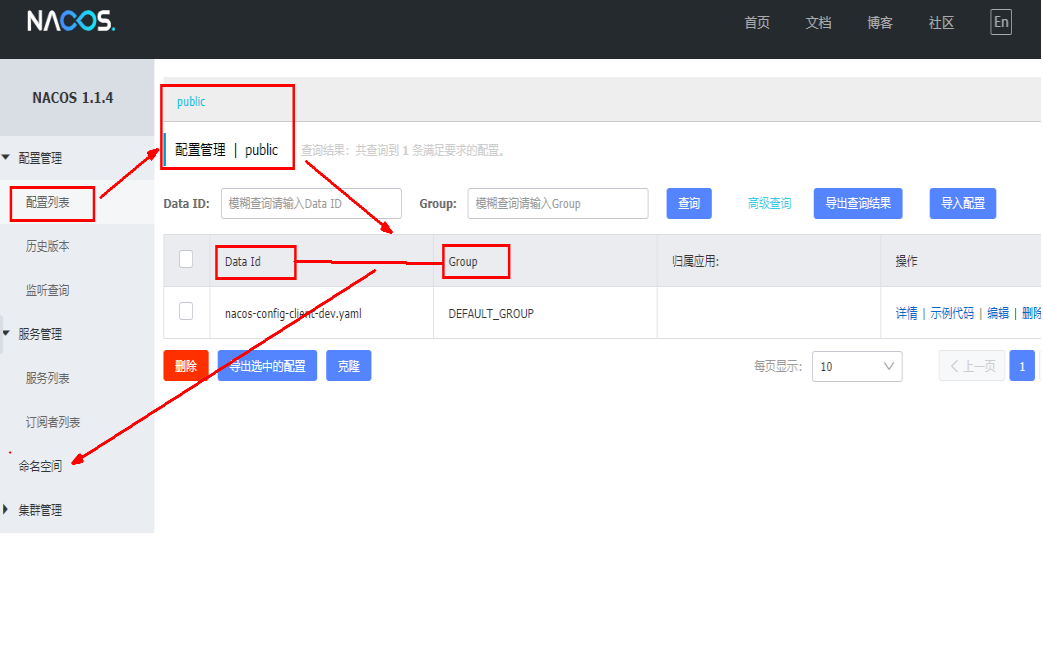 NACOS.
首页 文档 博客 社区 En
NACOS 1.1.4
配置管理
配置列表
历史版本
监听查询
服务管理
服务列表
订阅者列表
命名空间
集群管理
public
配置管理 | public 查询结果：共查询到 1 条满足要求的配置。
Data ID: 模糊查询请输入Data ID Group: 模糊查询请输入Group 查询 高级查询 导出查询结果 导入配置
Data Id Group 归属应用: 操作
nacos-config-client-dev.yaml DEFAULT_GROUP 详情 | 示例代码 | 编辑 | 删除
删除 导出选中的配置 克隆 每页显示: 10 上一页 1